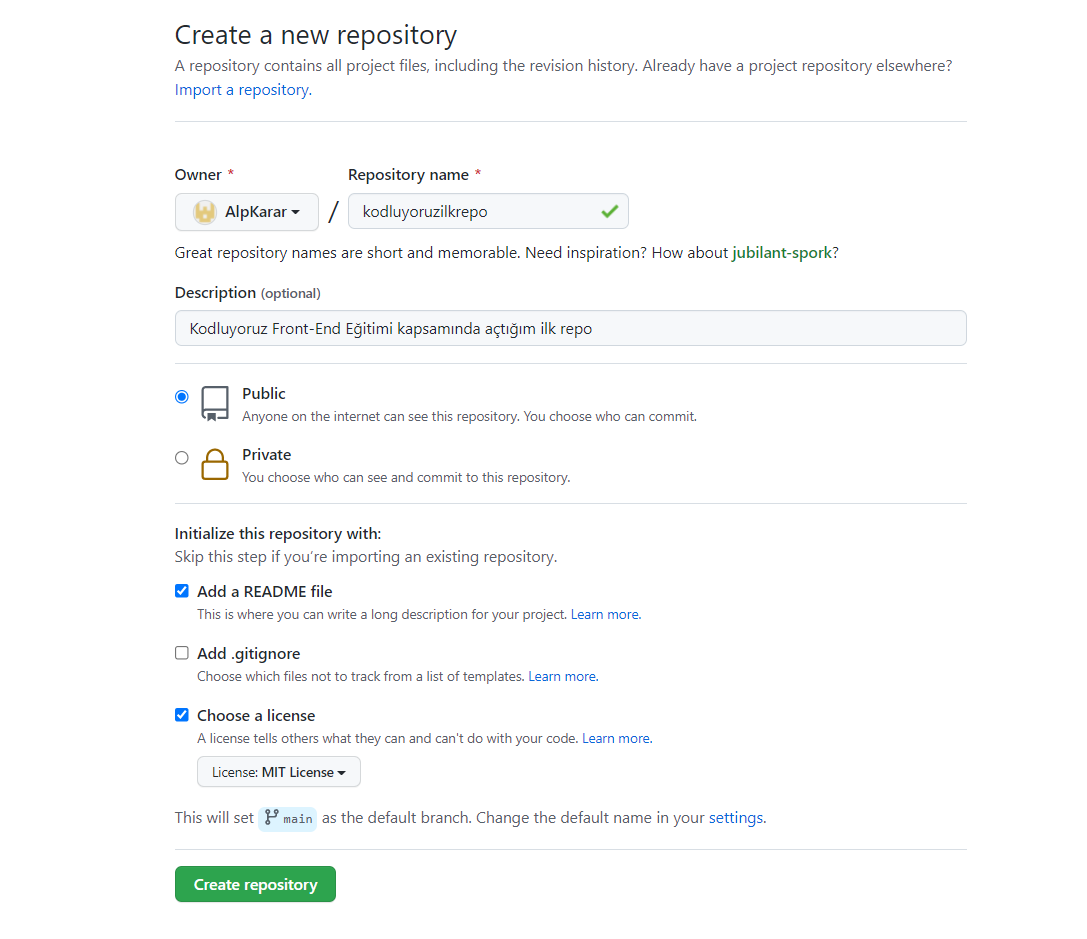 Create a new repository
A repository contains all project files, including the revision history. Already have a project repository elsewhere?
Import a repository.
Owner * Repository name *
AlpKarar / kodluyoruzilkrepo
Great repository names are short and memorable. Need inspiration? How about jubilant-spork?
Description (optional)
Kodluyoruz Front-End Eğitimi kapsamında açtığım ilk repo
Public
Anyone on the internet can see this repository. You choose who can commit.
Private
You choose who can see and commit to this repository.
Initialize this repository with:
Skip this step if you’re importing an existing repository.
Add a README file
This is where you can write a long description for your project. Learn more.
Add .gitignore
Choose which files not to track from a list of templates. Learn more.
Choose a license
A license tells others what they can and can't do with your code. Learn more.
License: MIT License
This will set main as the default branch. Change the default name in your settings.
Create repository